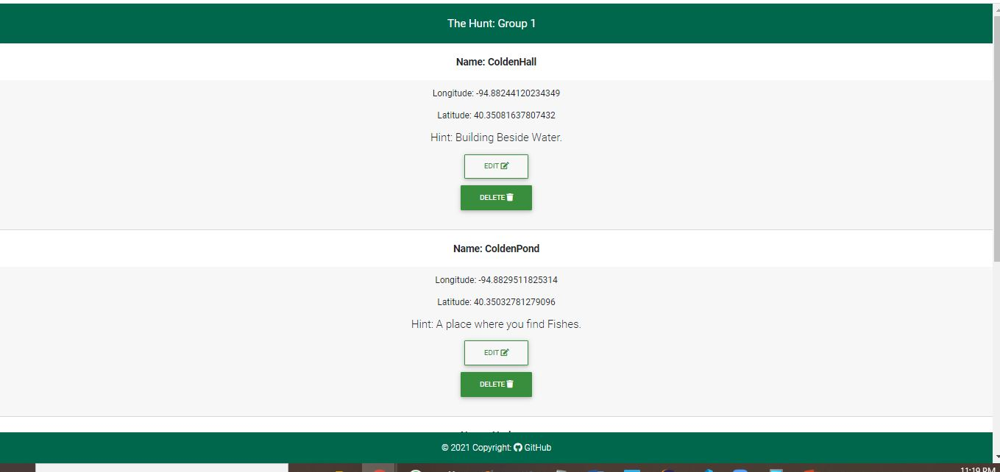 The Hunt: Group 1
Name: ColdenHall
Longitude: -94.88244120234349
Latitude: 40.35081637807432
Hint: Building Beside Water.
EDIT
DELETE
Name: ColdenPond
Longitude: -94.8829511825314
Latitude: 40.35032781279096
Hint: A place where you find Fishes.
EDIT
DELETE
© 2021 Copyright: GitHub
11:19 PM